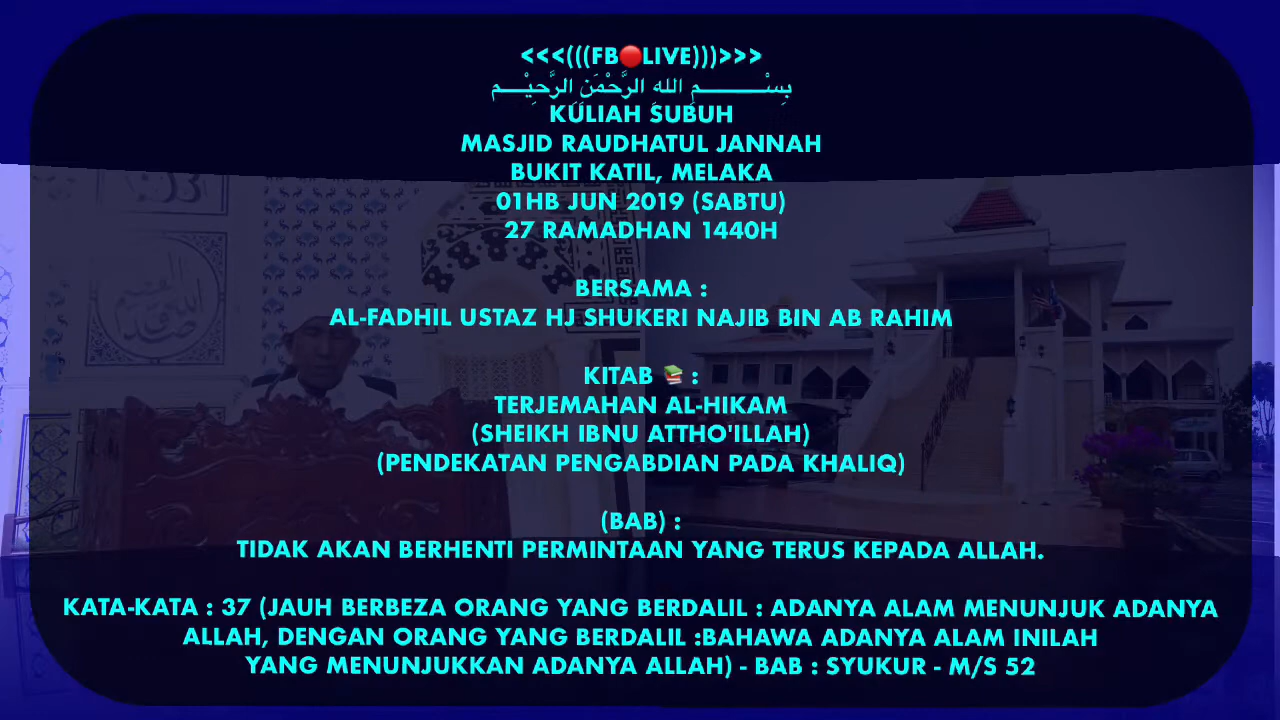 <<<(((FB🔴LIVE)))>>>
بِسْــــــــمِ اللهِ الرَّحْمَنِ الرَّحِيْـــم
KULIAH SUBUH
MASJID RAUDHATUL JANNAH
BUKIT KATIL, MELAKA
01HB JUN 2019 (SABTU)
27 RAMADHAN 1440H
BERSAMA :
AL-FADHIL USTAZ HJ SHUKERI NAJIB BIN AB RAHIM
KITAB 📚 :
TERJEMAHAN AL-HIKAM
(SHEIKH IBNU ATTHO'ILLAH)
(PENDEKATAN PENGABDIAN PADA KHALIQ)
(BAB) :
TIDAK AKAN BERHENTI PERMINTAAN YANG TERUS KEPADA ALLAH.
KATA-KATA : 37 (JAUH BERBEZA ORANG YANG BERDALIL : ADANYA ALAM MENUNJUK ADANYA
ALLAH, DENGAN ORANG YANG BERDALIL :BAHAWA ADANYA ALAM INILAH
YANG MENUNJUKKAN ADANYA ALLAH) - BAB : SYUKUR - M/S 52